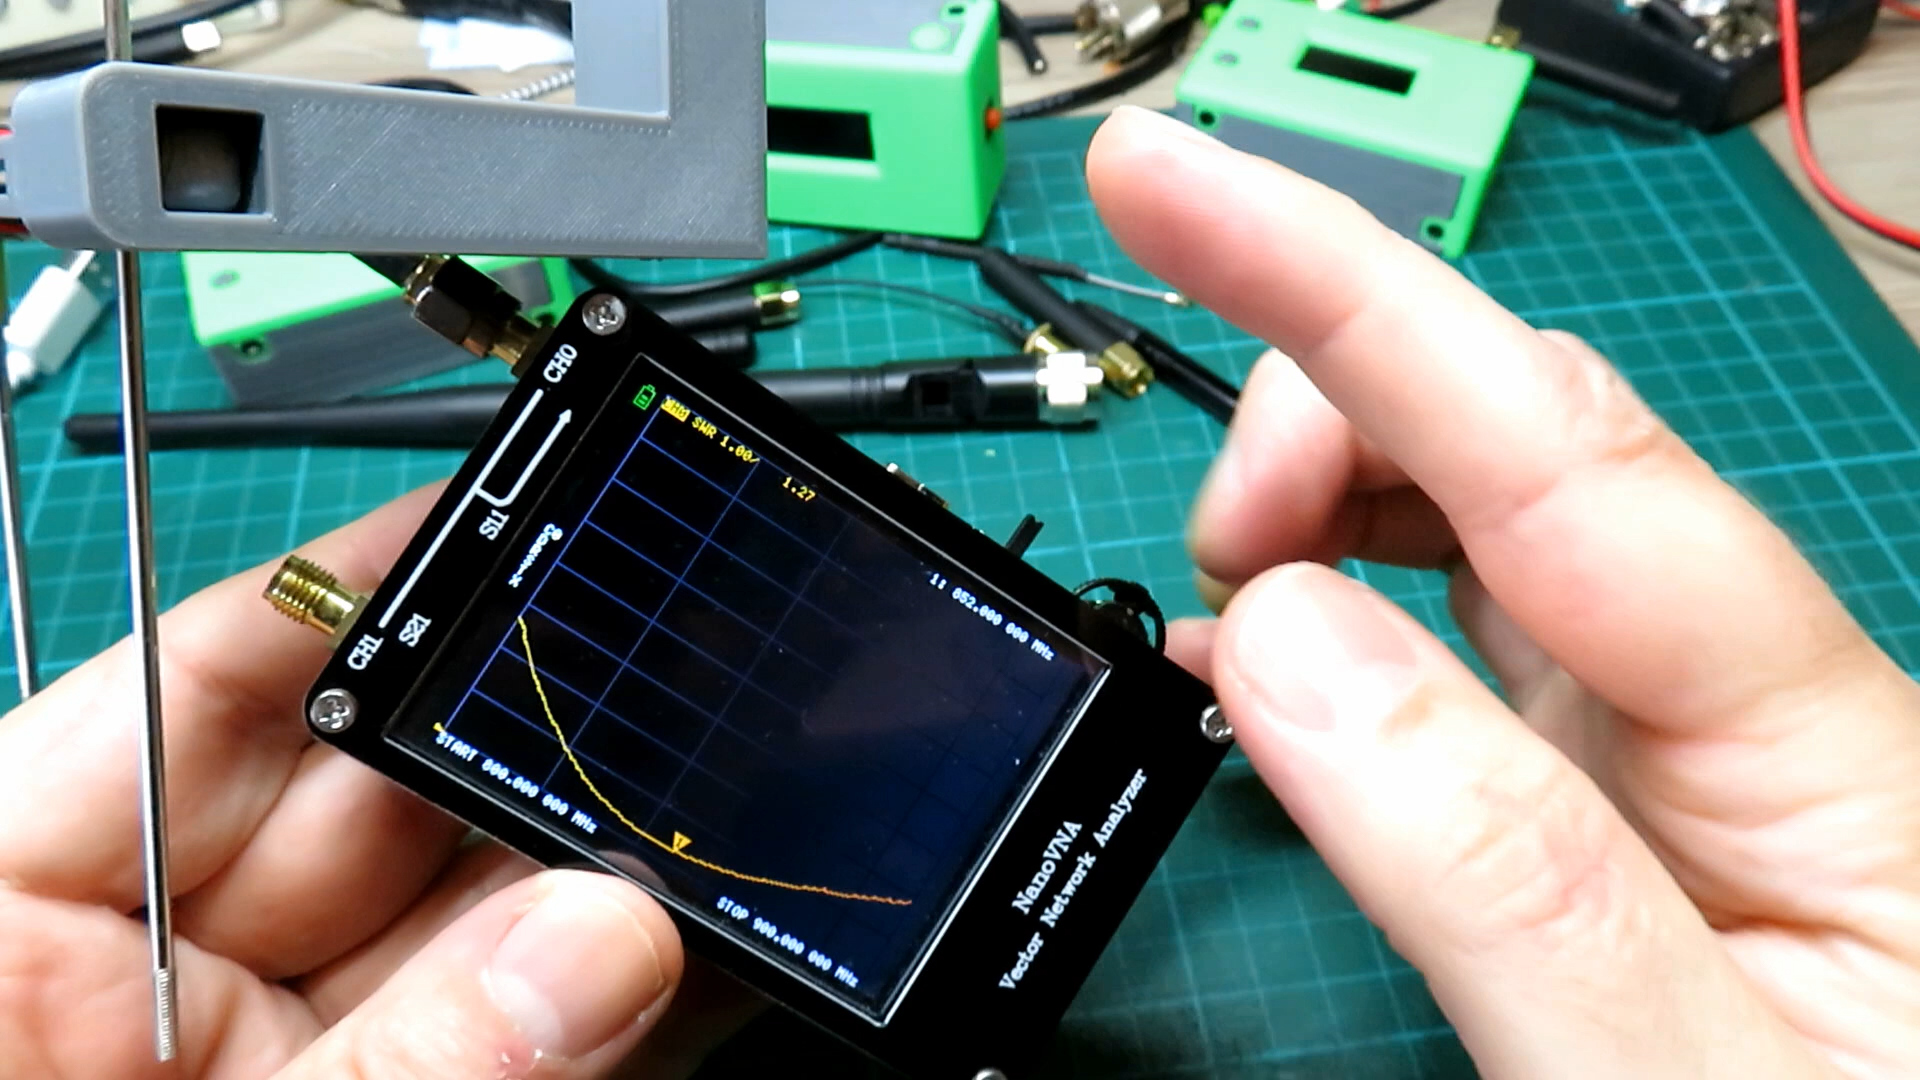 CH0
S11
CH1
S21
CH0 SWR 1.00/ 1.27
1: 852.000 000 MHz
START 800.000 000 MHz
STOP 900.000 000 MHz
NanoVNA
Vector Network Analyzer